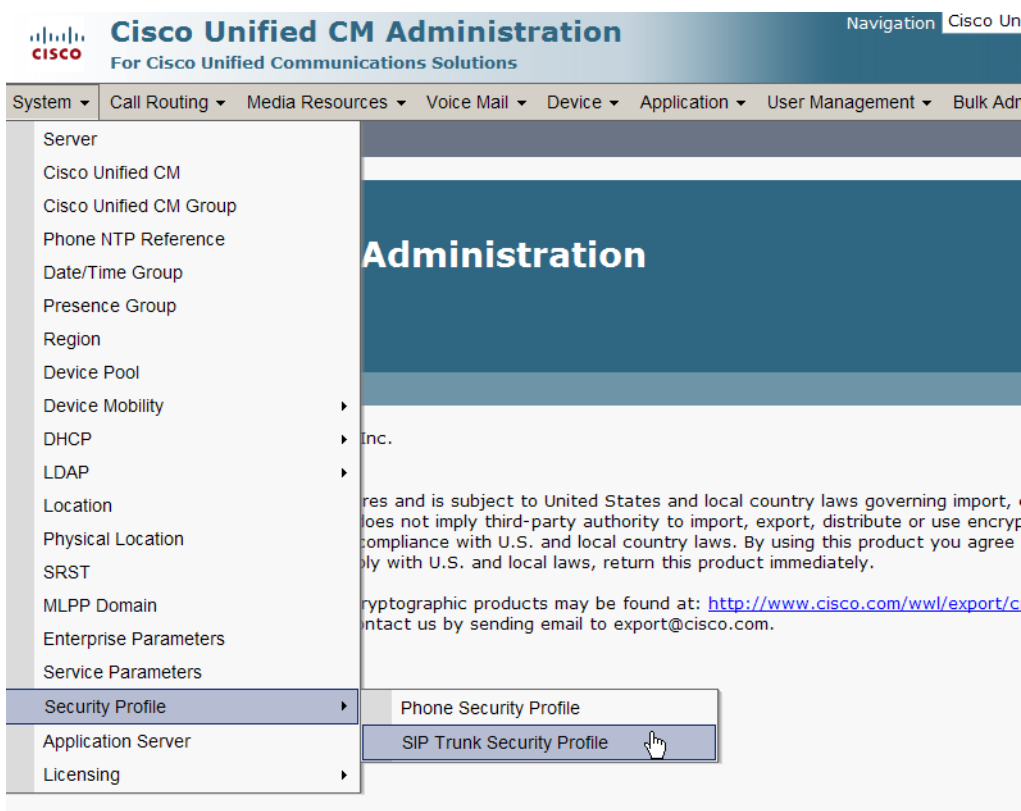 CISCO
Cisco Unified CM Administration
For Cisco Unified Communications Solutions
Navigation Cisco Un
System Call Routing Media Resources Voice Mail Device Application User Management Bulk Adm
Server
Cisco Unified CM
Cisco Unified CM Group
Phone NTP Reference
Date/Time Group
Presence Group
Region
Device Pool
Device Mobility
DHCP
LDAP
Location
Physical Location
SRST
MLPP Domain
Enterprise Parameters
Service Parameters
Security Profile
Application Server
Licensing
Phone Security Profile
SIP Trunk Security Profile
Administration
Inc.
res and is subject to United States and local country laws governing import,
does not imply third-party authority to import, export, distribute or use encryp
compliance with U.S. and local country laws. By using this product you agree
ply with U.S. and local laws, return this product immediately.
ryptographic products may be found at: http://www.cisco.com/wwl/export/c
ontact us by sending email to export@cisco.com.